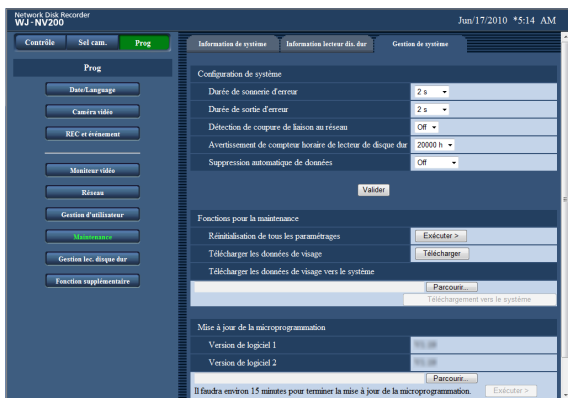 Network Disk Recorder
WJ-NV200
Jun/17/2010 *5:14 AM
Contrôle Sel cam. Prog
Prog
Date/Language
Caméra vidéo
REC et événement
Moniteur vidéo
Réseau
Gestion d'utilisateur
Maintenance
Gestion lec. disque dur
Fonction supplémentaire
Information de système Information lecteur dis. dur Gestion de système
Configuration de système
Durée de sonnerie d'erreur 2 s
Durée de sortie d'erreur 2 s
Détection de coupure de liaison au réseau Off
Avertissement de compteur horaire de lecteur de disque dur 20000 h
Suppression automatique de données Off
Valider
Fonctions pour la maintenance
Réinitialisation de tous les paramétrages Exécuter >
Télécharger les données de visage Télécharger
Télécharger les données de visage vers le système
Parcourir...
Téléchargement vers le système
Mise à jour de la microprogrammation
Version de logiciel 1
Version de logiciel 2
Parcourir...
Il faudra environ 15 minutes pour terminer la mise à jour de la microprogrammation. Exécuter >